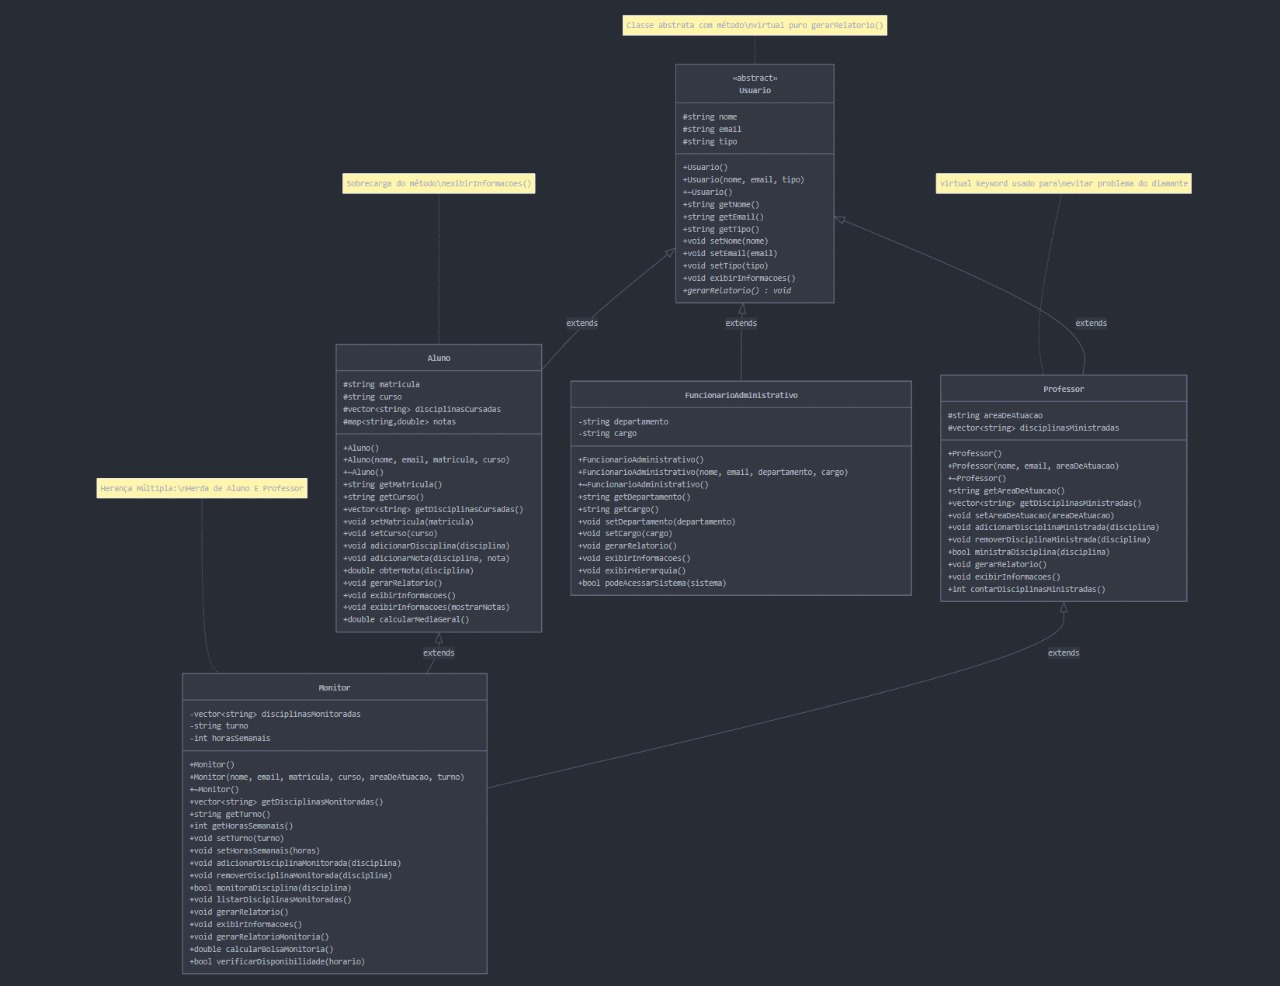 Classe abstrata com método\nvirtual puro gerarRelatorio()
«abstract»
Usuario
#string nome
#string email
#string tipo
+Usuario()
+Usuario(nome, email, tipo)
+~Usuario()
+string getNome()
+string getEmail()
+string getTipo()
+void setNome(nome)
+void setEmail(email)
+void setTipo(tipo)
+void exibirInformacoes()
+gerarRelatorio() : void
Sobrecarga do método\nexibirInformacoes()
virtual keyword usado para\nevitar problema do diamante
extends
extends
extends
Aluno
#string matricula
#string curso
#vector<string> disciplinasCursadas
#map<string,double> notas
+Aluno()
+Aluno(nome, email, matricula, curso)
+~Aluno()
+string getMatricula()
+string getCurso()
+vector<string> getDisciplinasCursadas()
+void setMatricula(matricula)
+void setCurso(curso)
+void adicionarDisciplina(disciplina)
+void adicionarNota(disciplina, nota)
+double obterNota(disciplina)
+void gerarRelatorio()
+void exibirInformacoes()
+void exibirInformacoes(mostrarNotas)
+double calcularMediaGeral()
FuncionarioAdministrativo
-string departamento
-string cargo
+FuncionarioAdministrativo()
+FuncionarioAdministrativo(nome, email, departamento, cargo)
+~FuncionarioAdministrativo()
+string getDepartamento()
+string getCargo()
+void setDepartamento(departamento)
+void setCargo(cargo)
+void gerarRelatorio()
+void exibirInformacoes()
+void exibirHierarquia()
+bool podeAcessarSistema(sistema)
Professor
#string areaDeAtuacao
#vector<string> disciplinasMinistradas
+Professor()
+Professor(nome, email, areaDeAtuacao)
+~Professor()
+string getAreaDeAtuacao()
+vector<string> getDisciplinasMinistradas()
+void setAreaDeAtuacao(areaDeAtuacao)
+void adicionarDisciplinaMinistrada(disciplina)
+void removerDisciplinaMinistrada(disciplina)
+bool ministraDisciplina(disciplina)
+void gerarRelatorio()
+void exibirInformacoes()
+int contarDisciplinasMinistradas()
Herança Múltipla:\nHerda de Aluno E Professor
extends
extends
Monitor
-vector<string> disciplinasMonitoradas
-string turno
-int horasSemanais
+Monitor()
+Monitor(nome, email, matricula, curso, areaDeAtuacao, turno)
+~Monitor()
+vector<string> getDisciplinasMonitoradas()
+string getTurno()
+int getHorasSemanais()
+void setTurno(turno)
+void setHorasSemanais(horas)
+void adicionarDisciplinaMonitorada(disciplina)
+void removerDisciplinaMonitorada(disciplina)
+bool monitoraDisciplina(disciplina)
+void listarDisciplinasMonitoradas()
+void gerarRelatorio()
+void exibirInformacoes()
+void gerarRelatorioMonitoria()
+double calcularBolsaMonitoria()
+bool verificarDisponibilidade(horario)